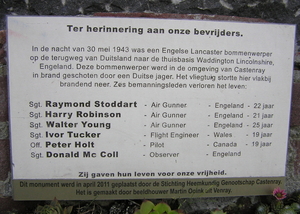 Ter herinnering aan onze bevrijders.
In de nacht van 30 mei 1943 was een Engelse Lancaster bommenwerper
op de terugweg van Duitsland naar de thuisbasis Waddington Lincolnshire,
Engeland. Deze bommenwerper werd in de omgeving van Castenray
in brand geschoten door een Duitse jager. Het vliegtuig stortte hier vlakbij
brandend neer. Zes bemanningsleden verloren het leven:
Sgt. Raymond Stoddart - Air Gunner - Engeland - 22 jaar
Sgt. Harry Robinson - Air Gunner - Engeland - 21 jaar
Sgt. Walter Young - Air Gunner - Engeland - 25 jaar
Sgt. Ivor Tucker - Flight Engineer - Wales - 19 jaar
Off. Peter Holt - Pilot - Canada - 19 jaar
Sgt. Donald Mc Coll - Observer - Engeland
Zij gaven hun leven voor onze vrijheid.
Dit monument werd in april 2011 geplaatst door de Stichting Heemkundig Genootschap Castenray
Het is gemaakt door beeldhouwer Martin Oolnk uit Venray.